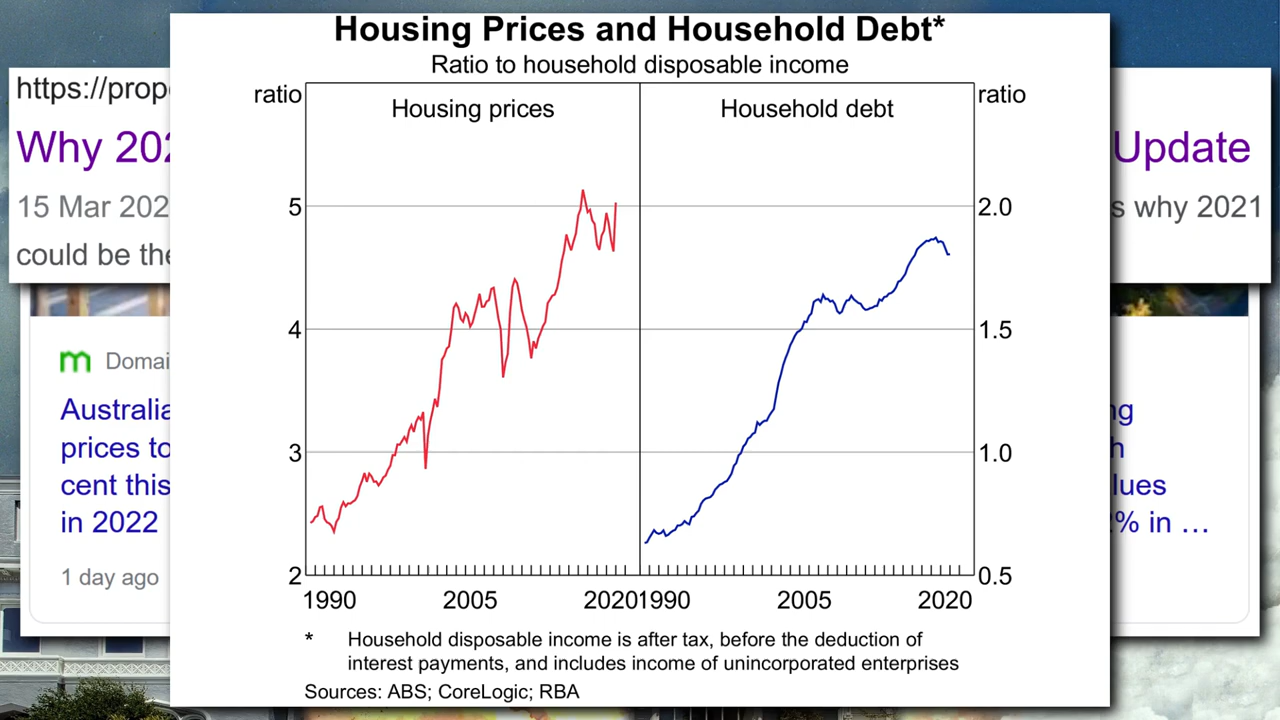 Housing Prices and Household Debt*
Ratio to household disposable income
ratio
Housing prices
Household debt
ratio
5
2.0
4
1.5
3
1.0
2
0.5
1990
2005
2020
1990
2005
2020
* Household disposable income is after tax, before the deduction of
interest payments, and includes income of unincorporated enterprises
Sources: ABS; CoreLogic; RBA
https://prop
Why 202
Update
15 Mar 202
s why 2021
could be the
Domai
Australia
prices to
cent this
in 2022
1 day ago
ng
h
lues
% in …